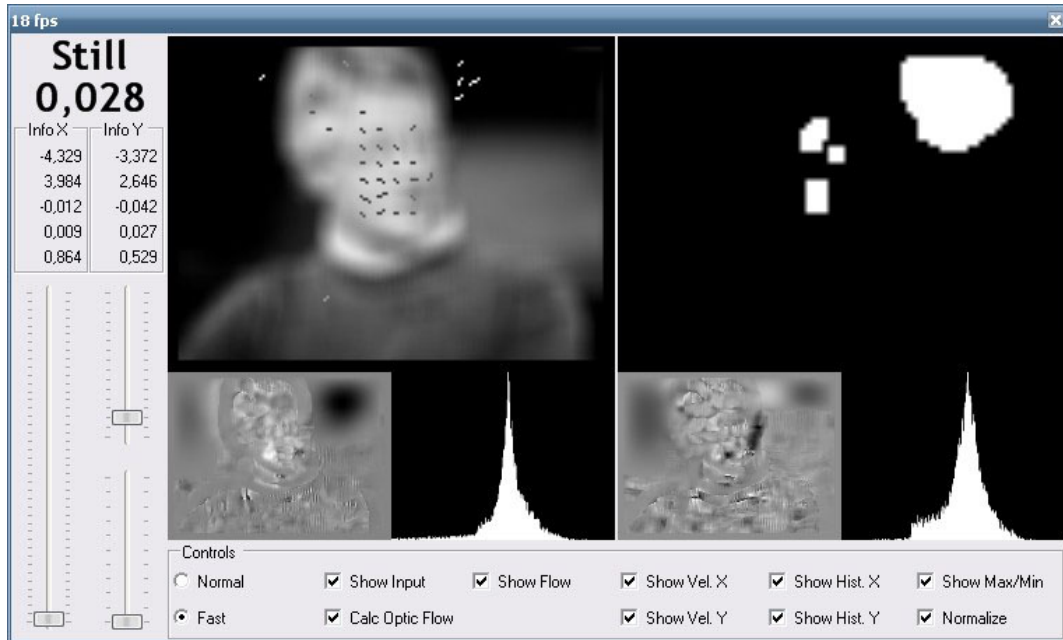 18 fps
Still
0,028
Info X Info Y
-4,329 -3,372
3,984 2,646
-0,012 -0,042
0,009 0,027
0,864 0,529
Controls
Normal Show Input Show Flow Show Vel. X Show Hist. X Show Max/Min
Fast Calc Optic Flow Show Vel. Y Show Hist. Y Normalize